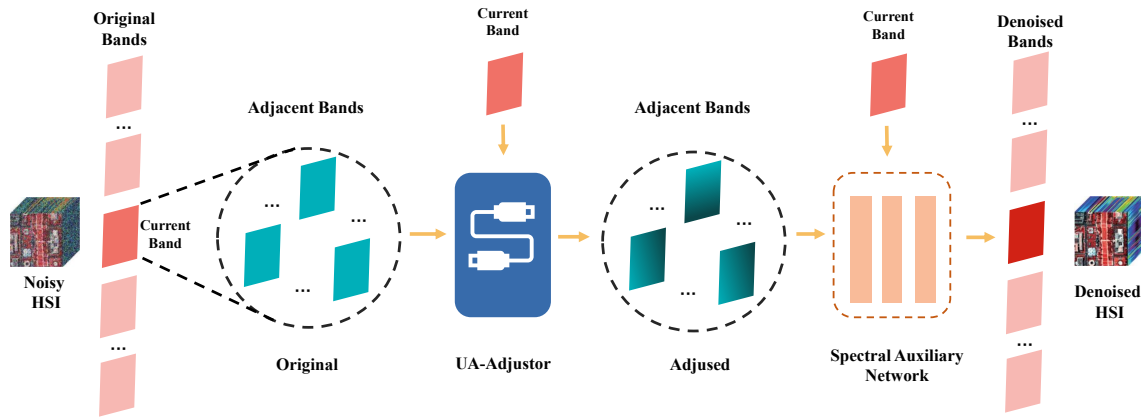 Original
Bands
...
...
Noisy
HSI
Current
Band
Adjacent Bands
...
...
...
Original
Current
Band
UA-Adjustor
Adjacent Bands
...
...
...
Adjused
Current
Band
Spectral Auxiliary
Network
Denoised
Bands
...
...
Denoised
HSI